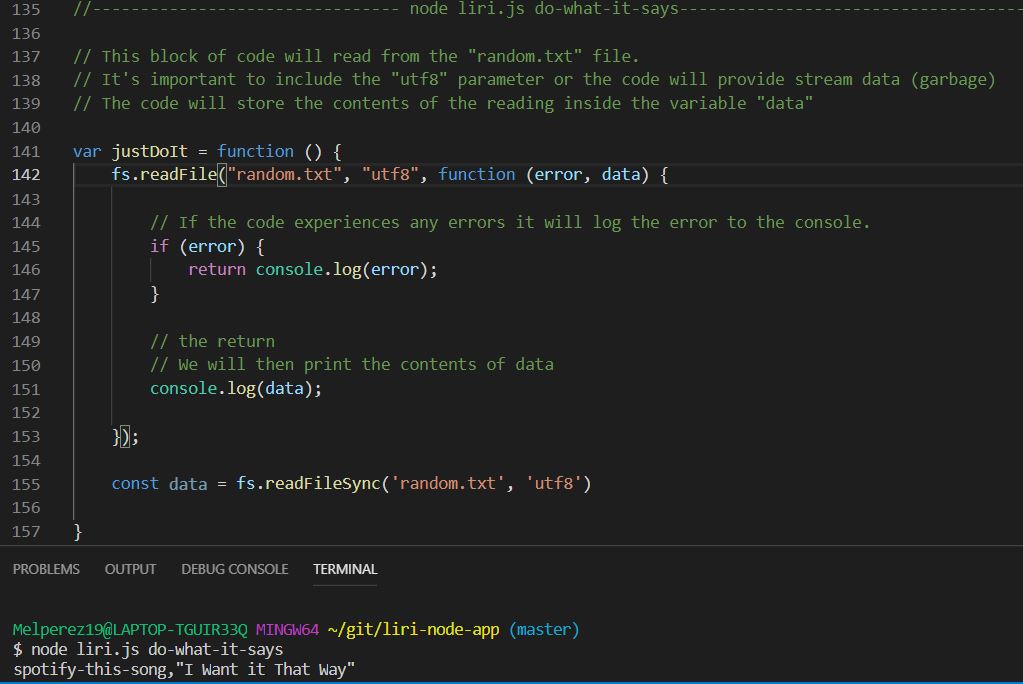 135 //-------------------------------- node liri.js do-what-it-says------------------------------------
136
137 // This block of code will read from the "random.txt" file.
138 // It's important to include the "utf8" parameter or the code will provide stream data (garbage)
139 // The code will store the contents of the reading inside the variable "data"
140
141 var justDoIt = function () {
142 fs.readFile("random.txt", "utf8", function (error, data) {
143
144 // If the code experiences any errors it will log the error to the console.
145 if (error) {
146 return console.log(error);
147 }
148
149 // the return
150 // We will then print the contents of data
151 console.log(data);
152
153 });
154
155 const data = fs.readFileSync('random.txt', 'utf8')
156
157 }
PROBLEMS OUTPUT DEBUG CONSOLE TERMINAL
Melperez19@LAPTOP-TGUIR33Q MINGW64 ~/git/liri-node-app (master)
$ node liri.js do-what-it-says
spotify-this-song,"I Want it That Way"